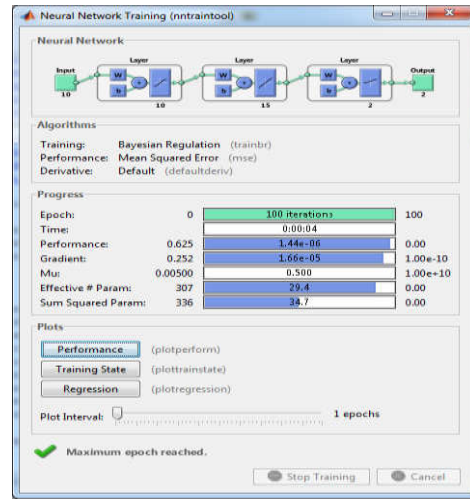 Neural Network Training (nntraintool)
Neural Network
Layer Layer Layer
Input Output
W W W
b b b
+ + +
10 10 15 2 2
Algorithms
Training: Bayesian Regulation (trainbr)
Performance: Mean Squared Error (mse)
Derivative: Default (defaultderiv)
Progress
Epoch: 0 100 iterations 100
Time: 0:00:04
Performance: 0.625 1.44e-06 0.00
Gradient: 0.252 1.66e-05 1.00e-10
Mu: 0.00500 0.500 1.00e+10
Effective # Param: 307 29.4 0.00
Sum Squared Param: 336 34.7 0.00
Plots
Performance (plotperform)
Training State (plottrainstate)
Regression (plotregression)
Plot Interval: 1 epochs
Maximum epoch reached.
Stop Training Cancel